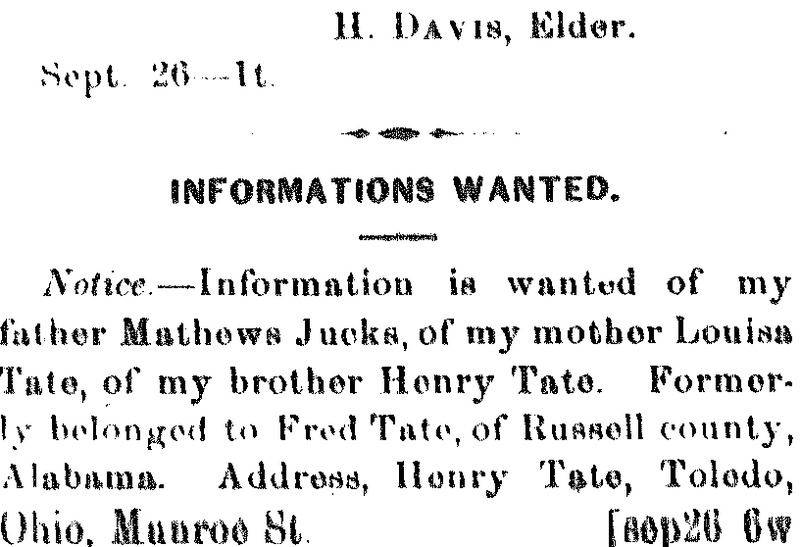 H. DAVIS, Elder.
Sept. 26—1t.
INFORMATIONS WANTED.
Notice.—Information is wanted of my
father Mathews Jucks, of my mother Louisa
Tate, of my brother Henry Tate. Former-
ly belonged to Fred Tate, of Russell county,
Alabama. Address, Henry Tate, Toledo,
Ohio, Munroe St. [sep26 6w